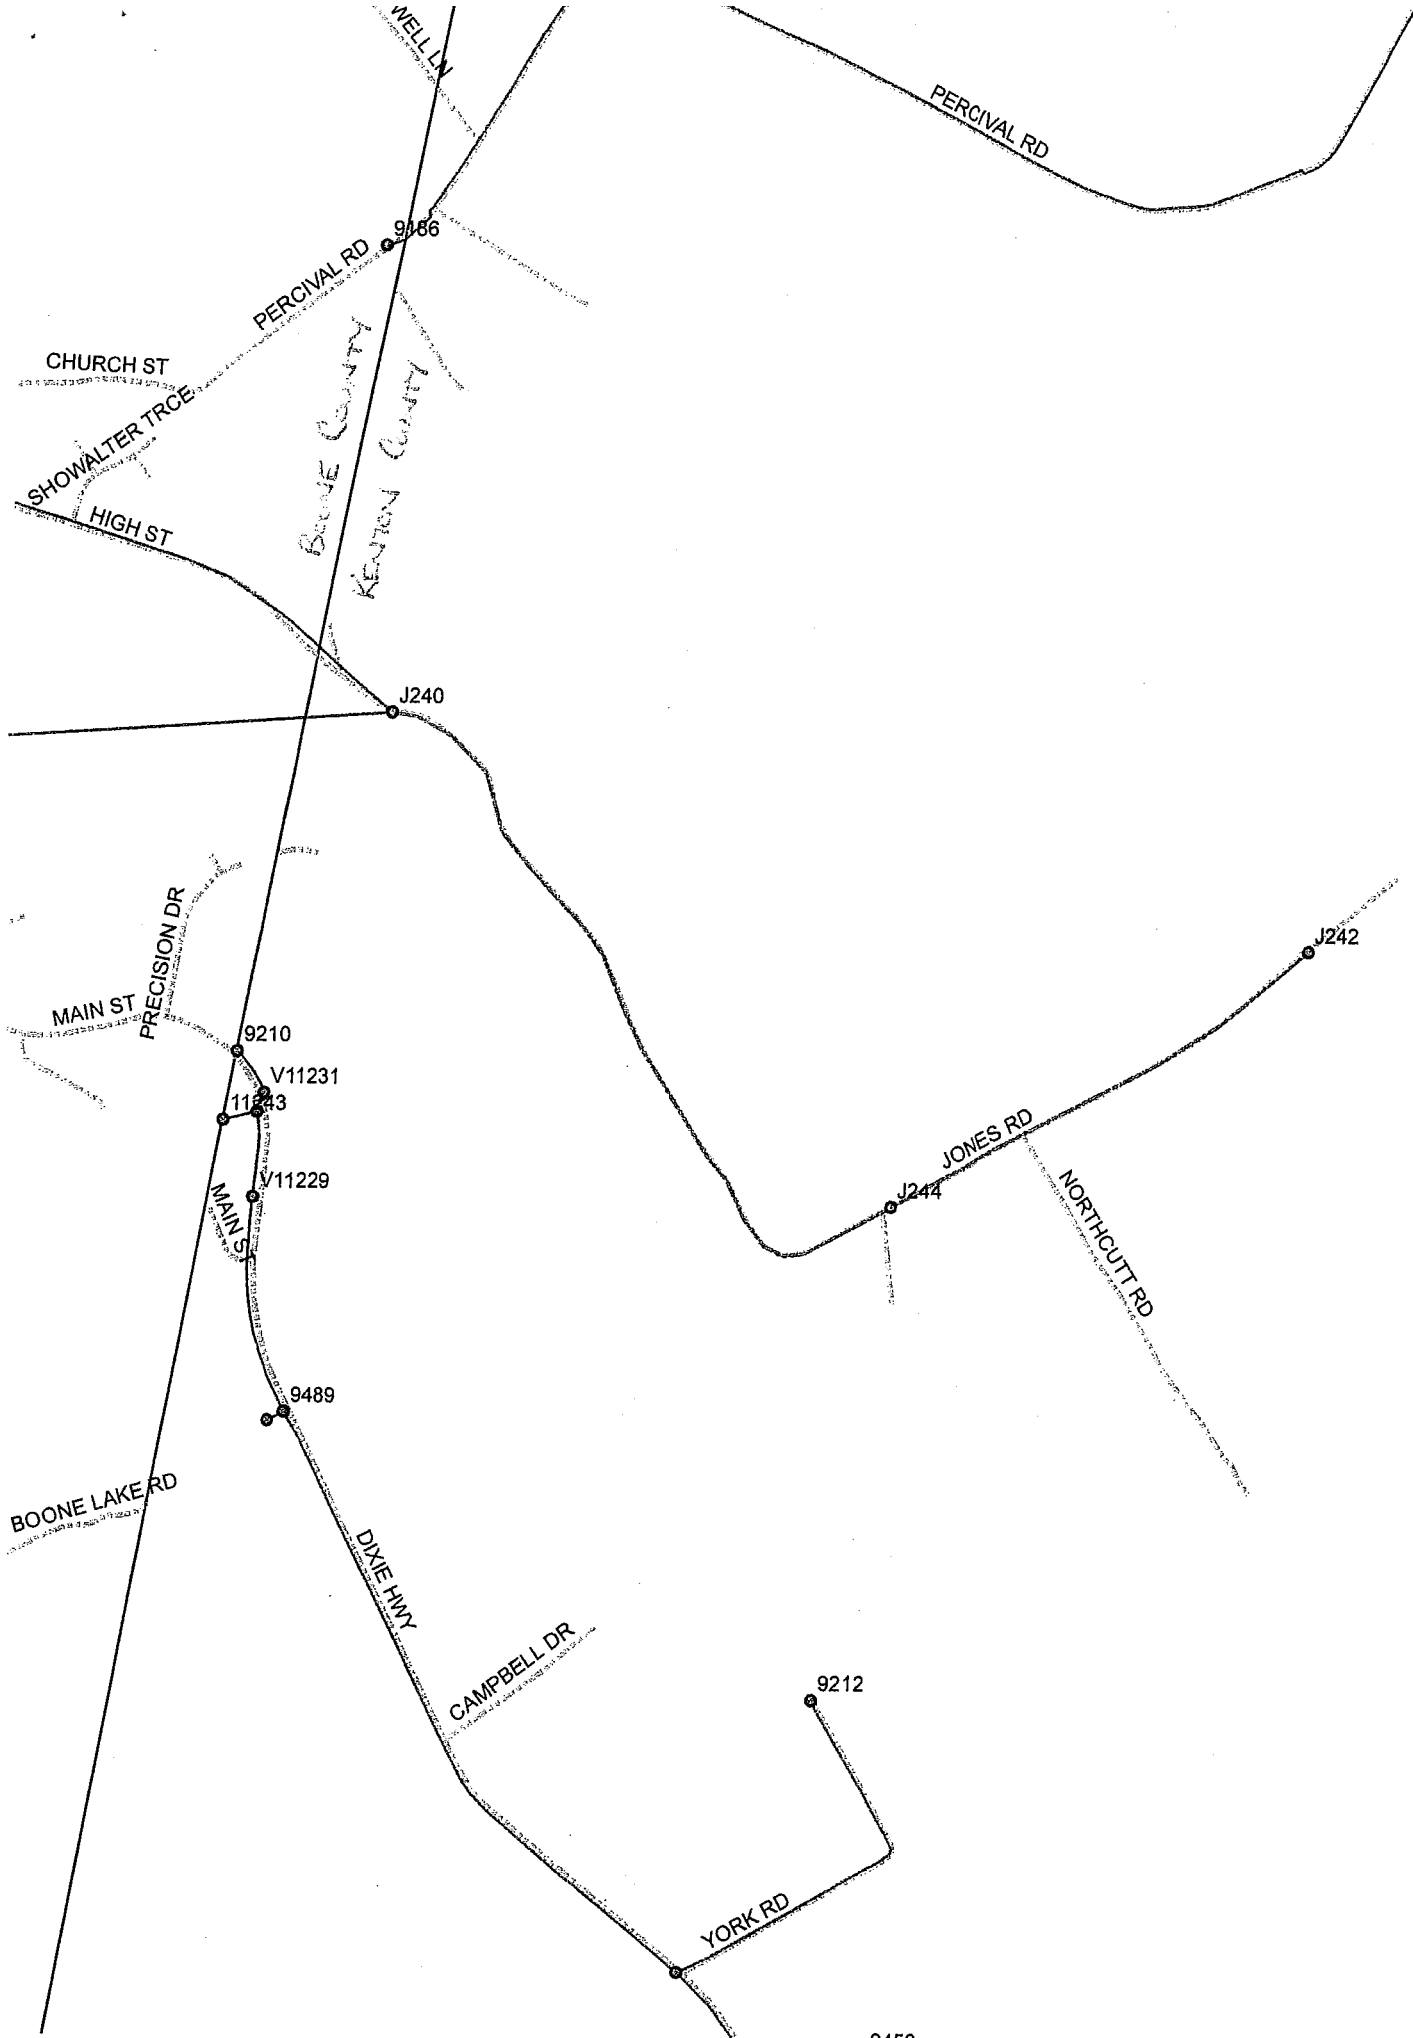 WELL LN
PERCIVAL RD
9186
PERCIVAL RD
CHURCH ST
SHOWALTER TRCE
HIGH ST
BOONE COUNTY
KENTON COUNTY
J240
J242
PRECISION DR
MAIN ST
9210
V11231
V11229
MAIN ST
JONES RD
J244
NORTHCUTT RD
9489
BOONE LAKE RD
DIXIE HWY
CAMPBELL DR
9212
YORK RD